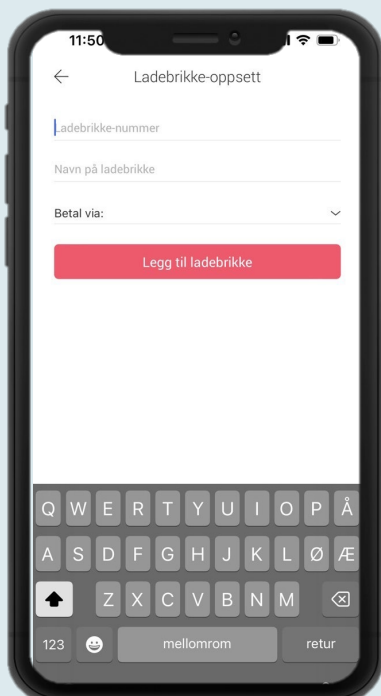 11:50
Ladebrikke-oppsett
Ladebrikke-nummer
Navn på ladebrikke
Betal via:
Legg til ladebrikke
Q W E R T Y U I O P Å
A S D F G H J K L Ø Æ
Z X C V B N M
123 mellomrom retur